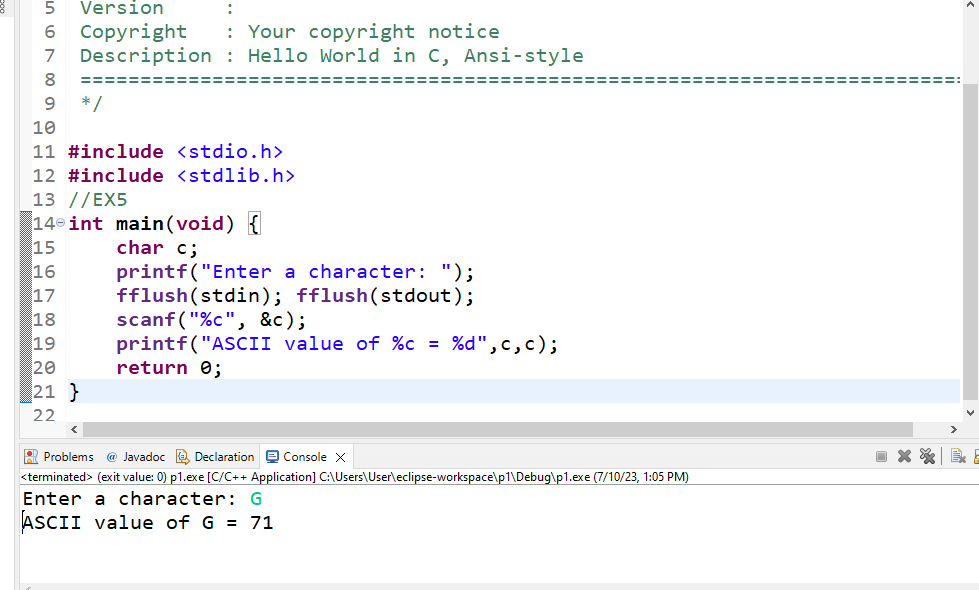 5 Version     :
6 Copyright   : Your copyright notice
7 Description : Hello World in C, Ansi-style
8 =========================================================================
9 */
10
11 #include <stdio.h>
12 #include <stdlib.h>
13 //EX5
14 int main(void) {
15     char c;
16     printf("Enter a character: ");
17     fflush(stdin); fflush(stdout);
18     scanf("%c", &c);
19     printf("ASCII value of %c = %d",c,c);
20     return 0;
21 }
22
Problems @ Javadoc Declaration Console
<terminated> (exit value: 0) p1.exe [C/C++ Application] C:\Users\User\eclipse-workspace\p1\Debug\p1.exe (7/10/23, 1:05 PM)
Enter a character: G
ASCII value of G = 71